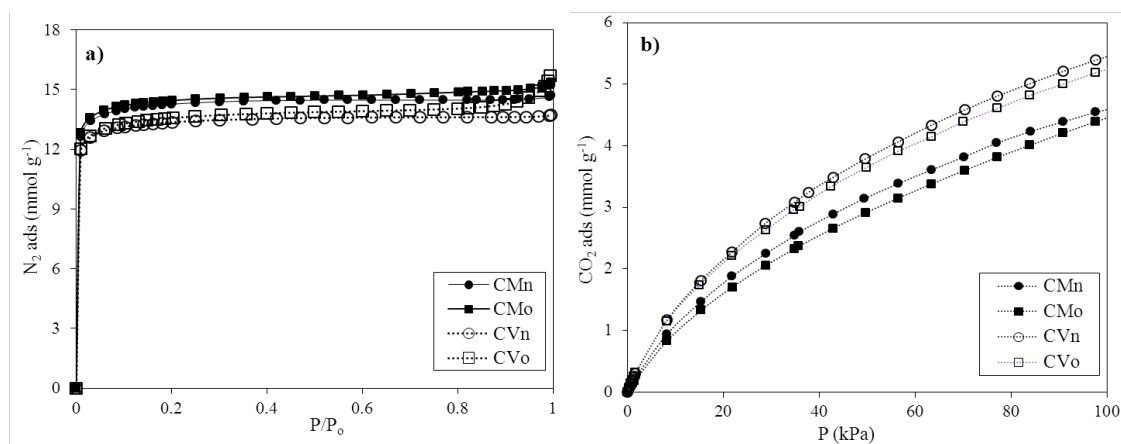 a)
18
15
12
9
6
3
0
N₂ ads (mmol g⁻¹)
0
0.2
0.4
0.6
0.8
1
P/Pₒ
CMn
CMo
CVn
CVo
b)
6
5
4
3
2
1
0
CO₂ ads (mmol g⁻¹)
0
20
40
60
80
100
P (kPa)
CMn
CMo
CVn
CVo